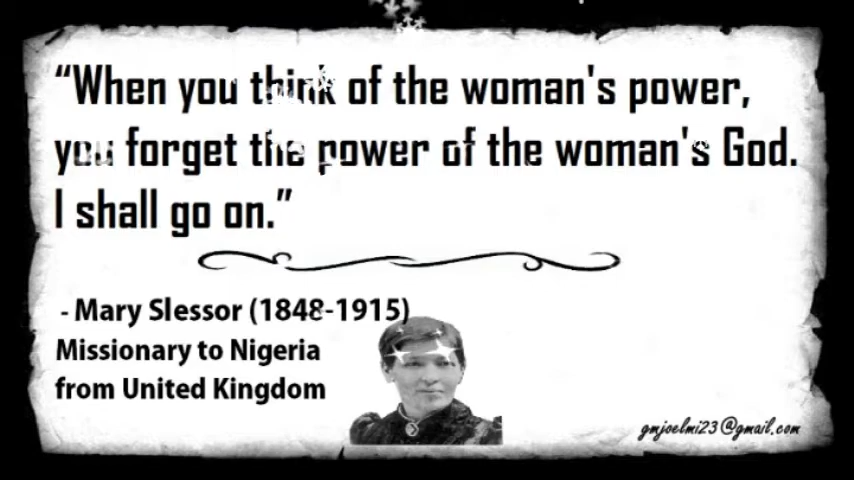 “When you think of the woman's power,
you forget the power of the woman's God.
I shall go on.”
- Mary Slessor (1848-1915)
Missionary to Nigeria
from United Kingdom
gmjoelmi23@gmail.com